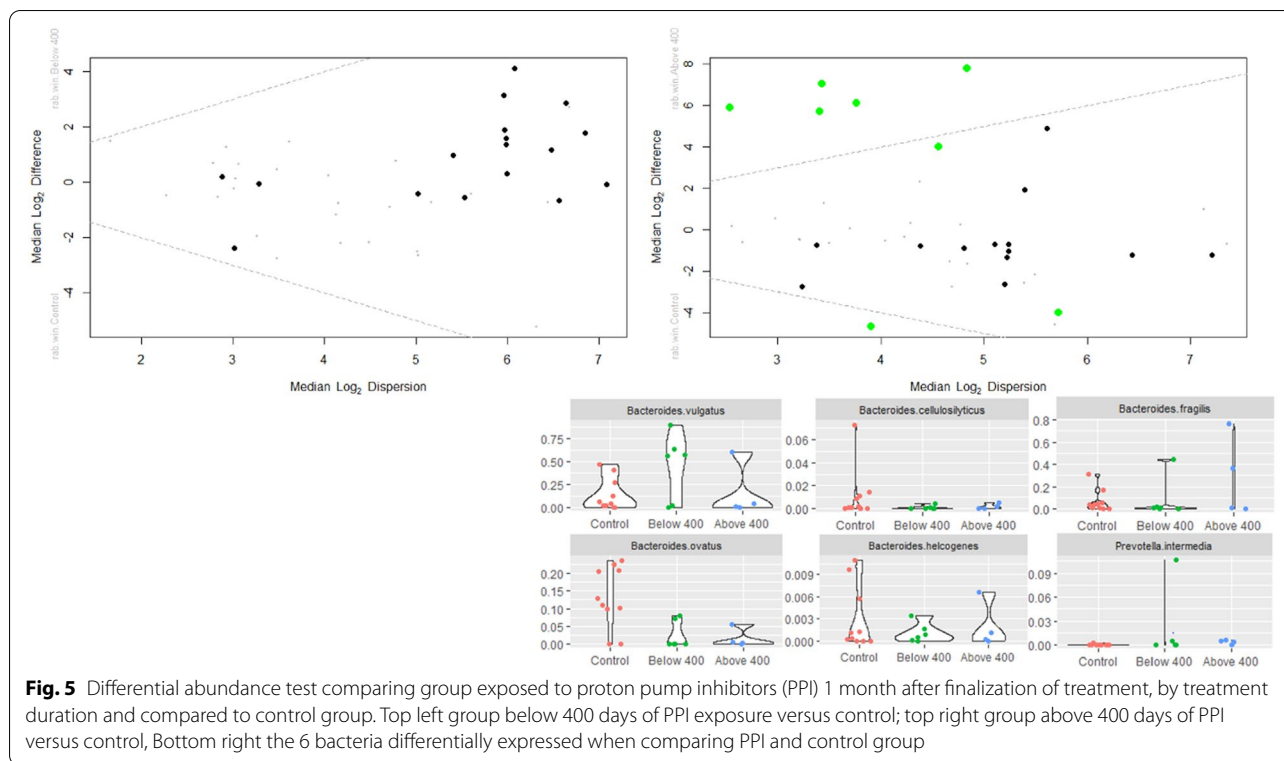 rab.win.Below 400
4
2
0
-2
-4
Median Log2 Difference
rab.win.Control
2 3 4 5 6 7
Median Log2 Dispersion
rab.win.Above 400
8
6
4
2
0
-2
-4
Median Log2 Difference
rab.win.Control
3 4 5 6 7
Median Log2 Dispersion
Bacteroides.vulgatus
0.75
0.50
0.25
0.00
Control Below 400 Above 400
Bacteroides.cellulosilyticus
0.06
0.04
0.02
0.00
Control Below 400 Above 400
Bacteroides.fragilis
0.8
0.6
0.4
0.2
0.0
Control Below 400 Above 400
Bacteroides.ovatus
0.20
0.15
0.10
0.05
0.00
Control Below 400 Above 400
Bacteroides.helcogenes
0.009
0.006
0.003
0.000
Control Below 400 Above 400
Prevotella.intermedia
0.09
0.06
0.03
0.00
Control Below 400 Above 400
Fig. 5 Differential abundance test comparing group exposed to proton pump inhibitors (PPI) 1 month after finalization of treatment, by treatment
duration and compared to control group. Top left group below 400 days of PPI exposure versus control; top right group above 400 days of PPI
versus control, Bottom right the 6 bacteria differentially expressed when comparing PPI and control group